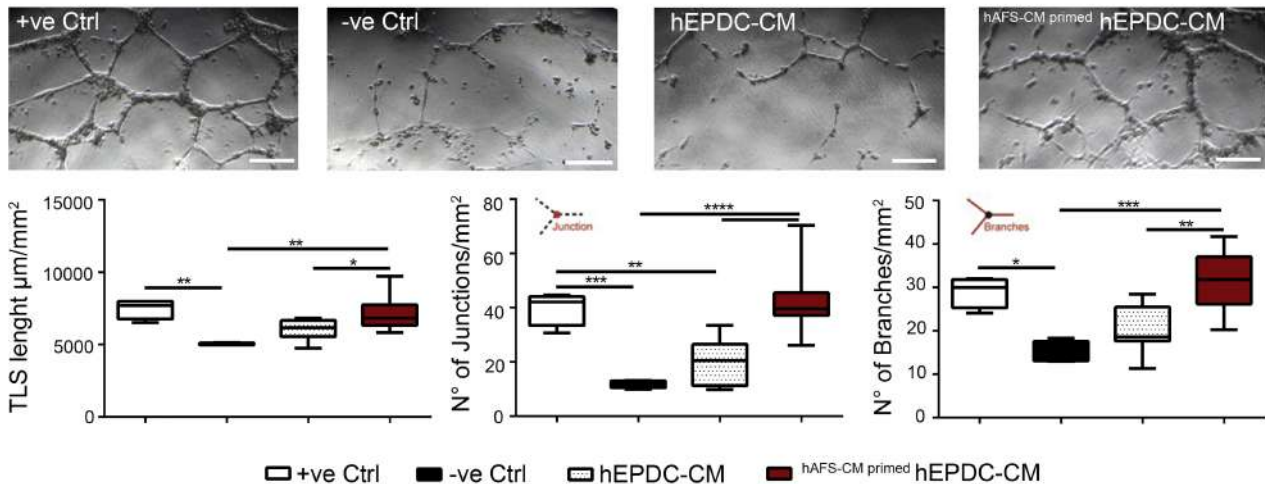 +ve Ctrl
-ve Ctrl
hEPDC-CM
hAFS-CM primed hEPDC-CM
TLS lenght µm/mm²
15000
10000
5000
0
**
**
*
N° of Junctions/mm²
80
60
40
20
0
Junction
****
**
***
N° of Branches/mm²
50
40
30
20
10
0
Branches
***
**
*
+ve Ctrl -ve Ctrl hEPDC-CM hAFS-CM primed hEPDC-CM